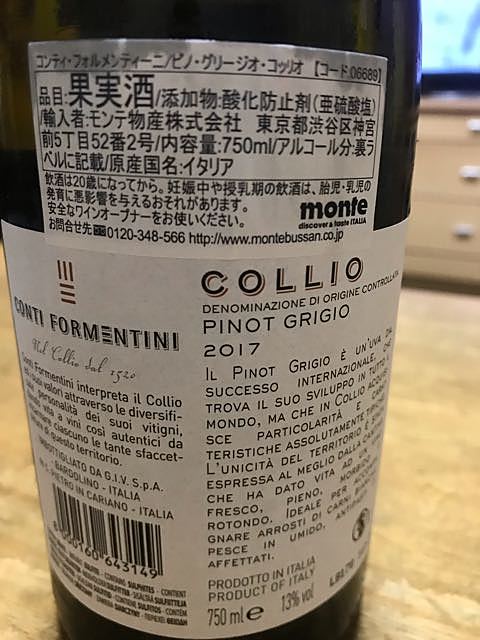 コンティ・フォルメンティーニ/ピノ・グリージオ・コッリオ 【コード06689】
品目:果実酒/添加物:酸化防止剤(亜硫酸塩)
/輸入者:モンテ物産株式会社 東京都渋谷区神宮
前5丁目52番2号/内容量:750ml/アルコール分:裏ラ
ベルに記載/原産国名:イタリア
飲酒は20歳になってから。妊娠中や授乳期の飲酒は、胎児・乳児の
発育に悪影響を与えるおそれがあります。
安全なワインオープナーをお使いください。
お問合せ先 0120-348-566 http://www.montebussan.co.jp
monte
discover & taste ITALIA
CONTI FORMENTINI
Nel Collio dal 1520
Conti Formentini interpreta il Collio
ed i suoi valori attraverso le diversifi-
personalità dei suoi vitigni,
vita a vini così autentici da
ciascuno le tante sfaccet-
di questo territorio.
IMBOTTIGLIATO DA G.I.V. S.P.A.
BARDOLINO - ITALIA
PIETRO IN CARIANO - ITALIA
8 000160 643149
COLLIO
DENOMINAZIONE DI ORIGINE CONTROLLATA
PINOT GRIGIO
2017
IL PINOT GRIGIO È UN'UVA DAL
SUCCESSO INTERNAZIONALE, CHE
TROVA IL SUO SVILUPPO IN TUTTO IL
MONDO, MA CHE IN COLLIO ACQUI-
SCE PARTICOLARITÀ E CARAT-
TERISTICHE ASSOLUTAMENTE TIPICHE.
L'UNICITÀ DEL TERRITORIO È
ESPRESSA AL MEGLIO DALLA
CHE HA DATO VITA AD UN
FRESCO, PIENO, MORBIDO
ROTONDO. IDEALE PER ACCOMPA-
GNARE ARROSTI DI CARNI BIANCHE,
PESCE IN UMIDO,
AFFETTATI.
PRODOTTO IN ITALIA
PRODUCT OF ITALY
750 ml e 13% vol